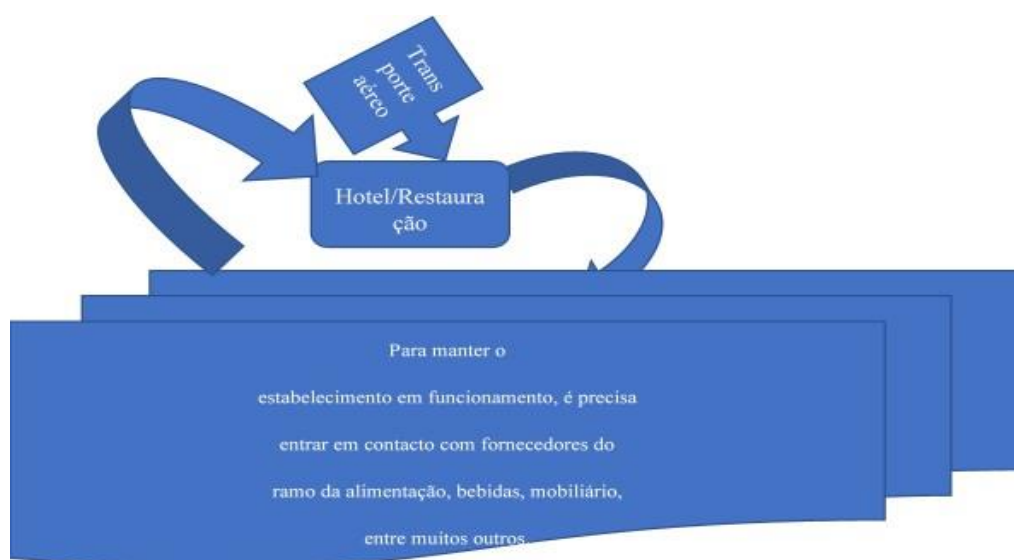 Trans
porte
aéreo
Hotel/Restaura
ção
Para manter o
estabelecimento em funcionamento, é precisa
entrar em contacto com fornecedores do
ramo da alimentação, bebidas, mobiliário,
entre muitos outros.